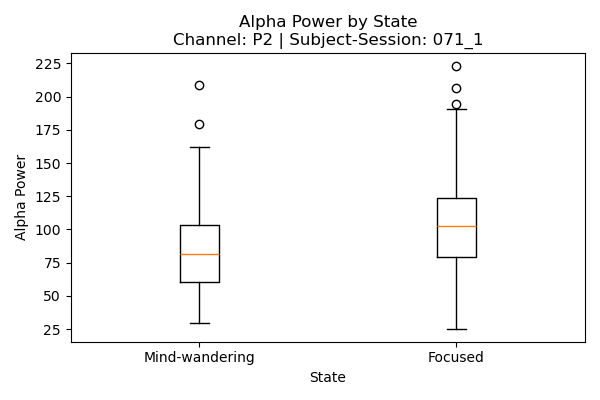 Alpha Power by State
Channel: P2 | Subject-Session: 071_1
225
200
175
150
125
100
75
50
25
Alpha Power
Mind-wandering
Focused
State